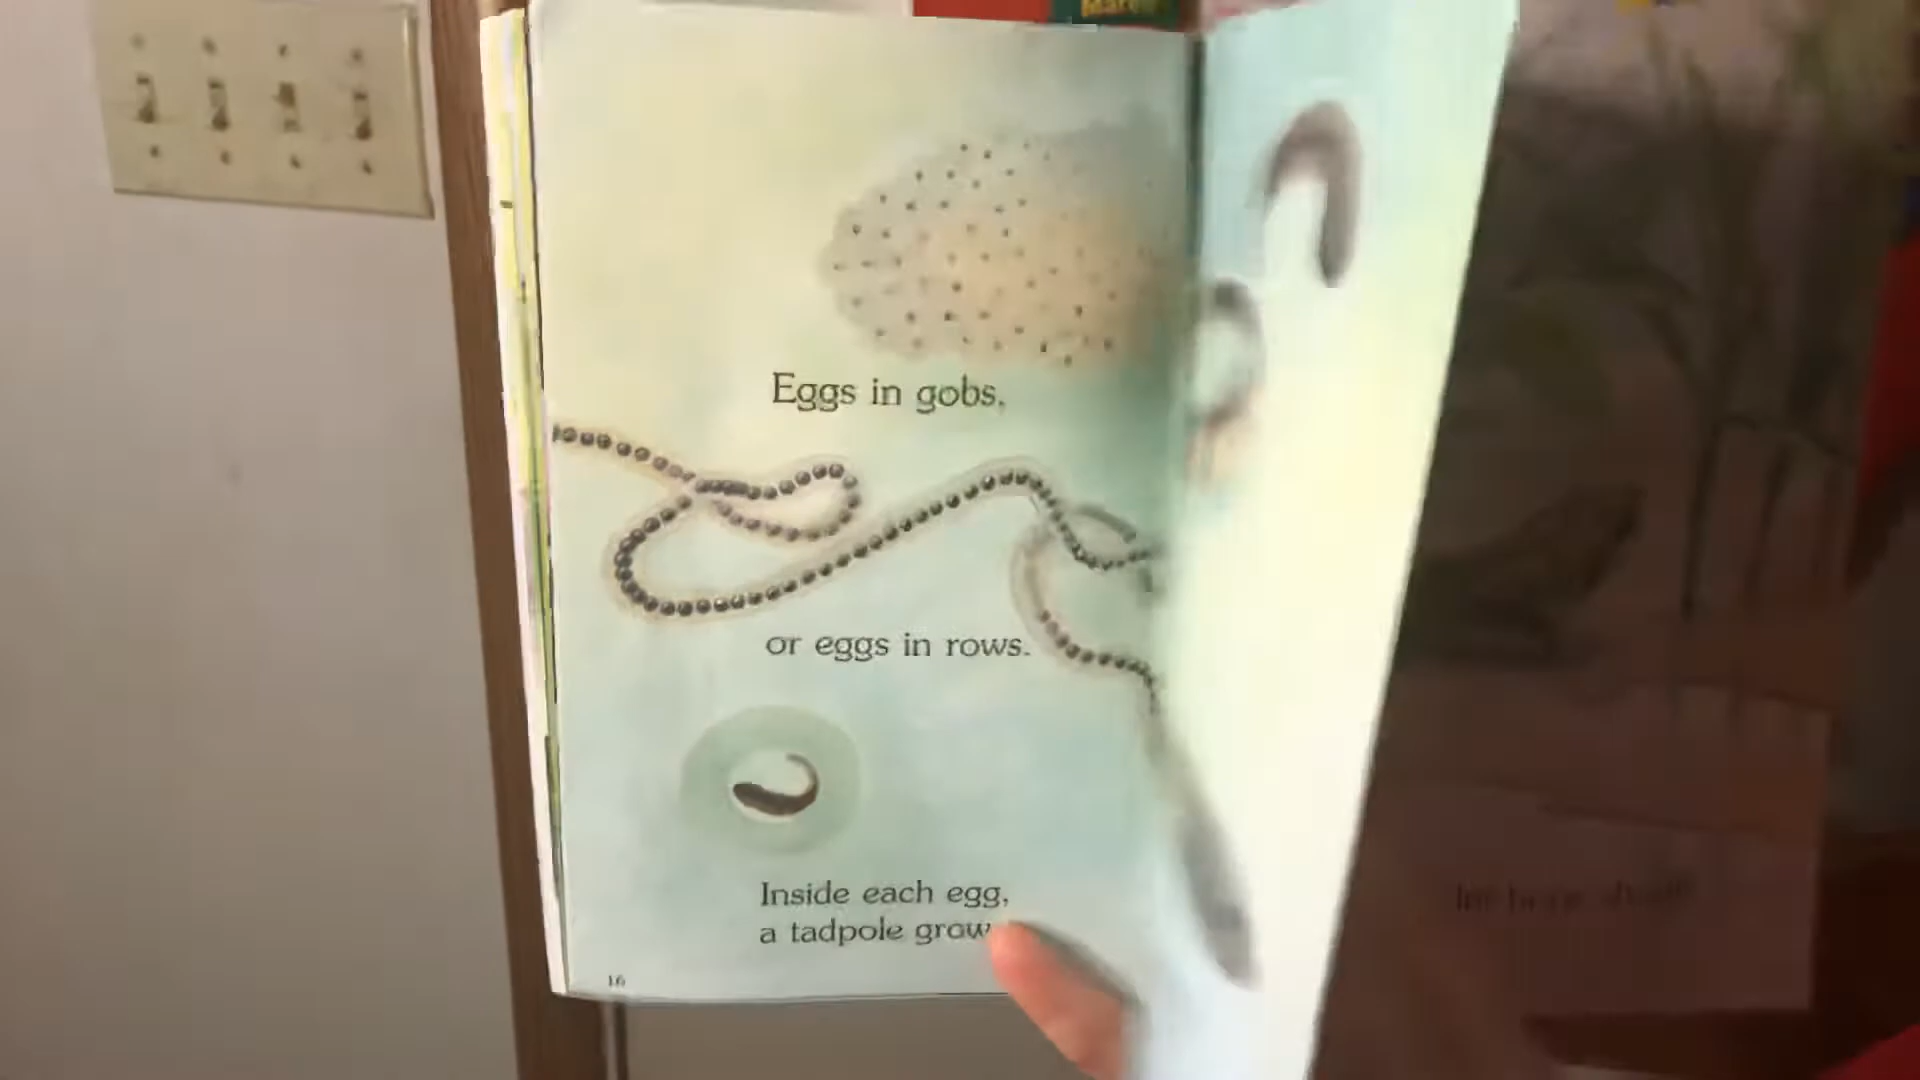 Eggs in gobs,
or eggs in rows.
Inside each egg,
a tadpole grow
16